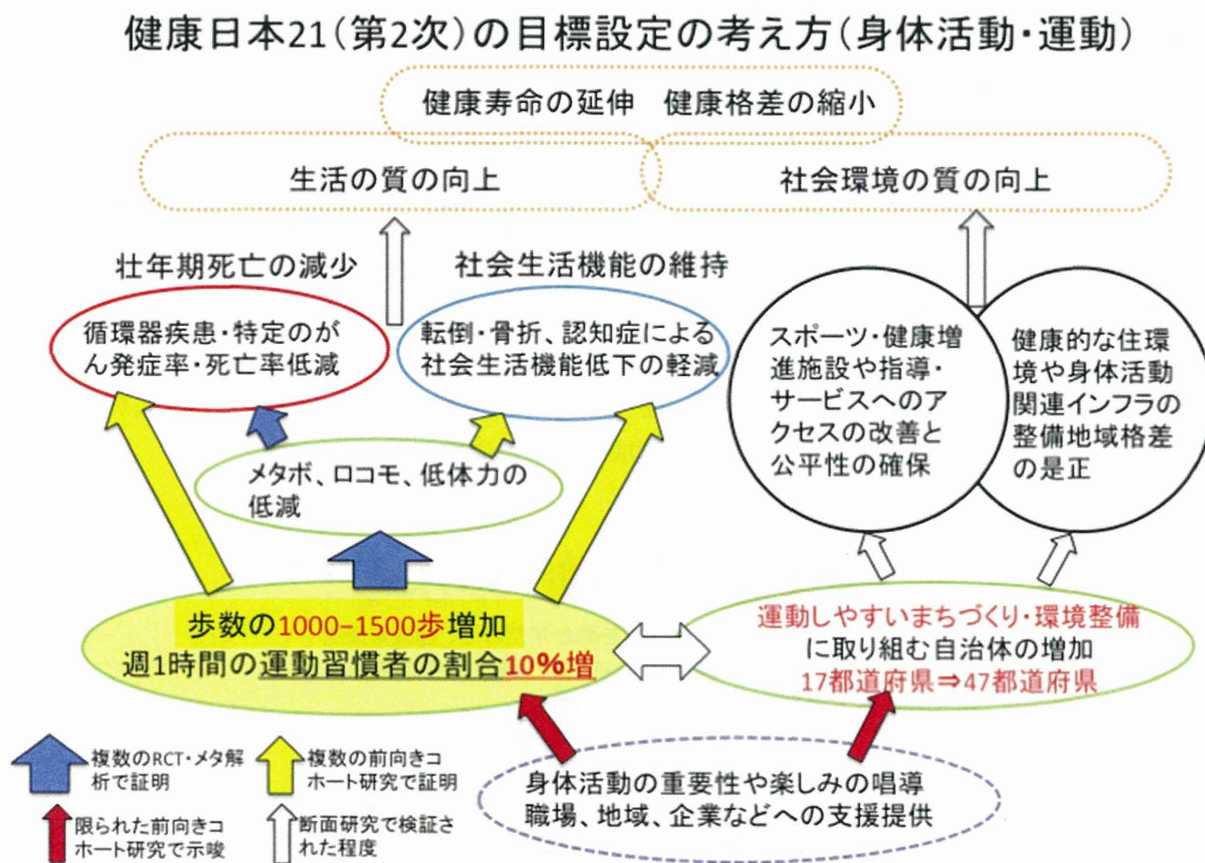 健康日本21(第2次)の目標設定の考え方(身体活動・運動)
健康寿命の延伸 健康格差の縮小
生活の質の向上
社会環境の質の向上
壮年期死亡の減少
社会生活機能の維持
循環器疾患・特定のが
ん発症率・死亡率低減
転倒・骨折、認知症による
社会生活機能低下の軽減
スポーツ・健康増
進施設や指導・
サービスへのア
クセスの改善と
公平性の確保
健康的な住環
境や身体活動
関連インフラの
整備地域格差
の是正
メタボ、ロコモ、低体力の
低減
歩数の1000-1500歩増加
週1時間の運動習慣者の割合10%増
運動しやすいまちづくり・環境整備
に取り組む自治体の増加
17都道府県⇒47都道府県
身体活動の重要性や楽しみの唱導
職場、地域、企業などへの支援提供
複数のRCT・メタ解
析で証明
複数の前向きコ
ホート研究で証明
限られた前向きコ
ホート研究で示唆
断面研究で検証さ
れた程度